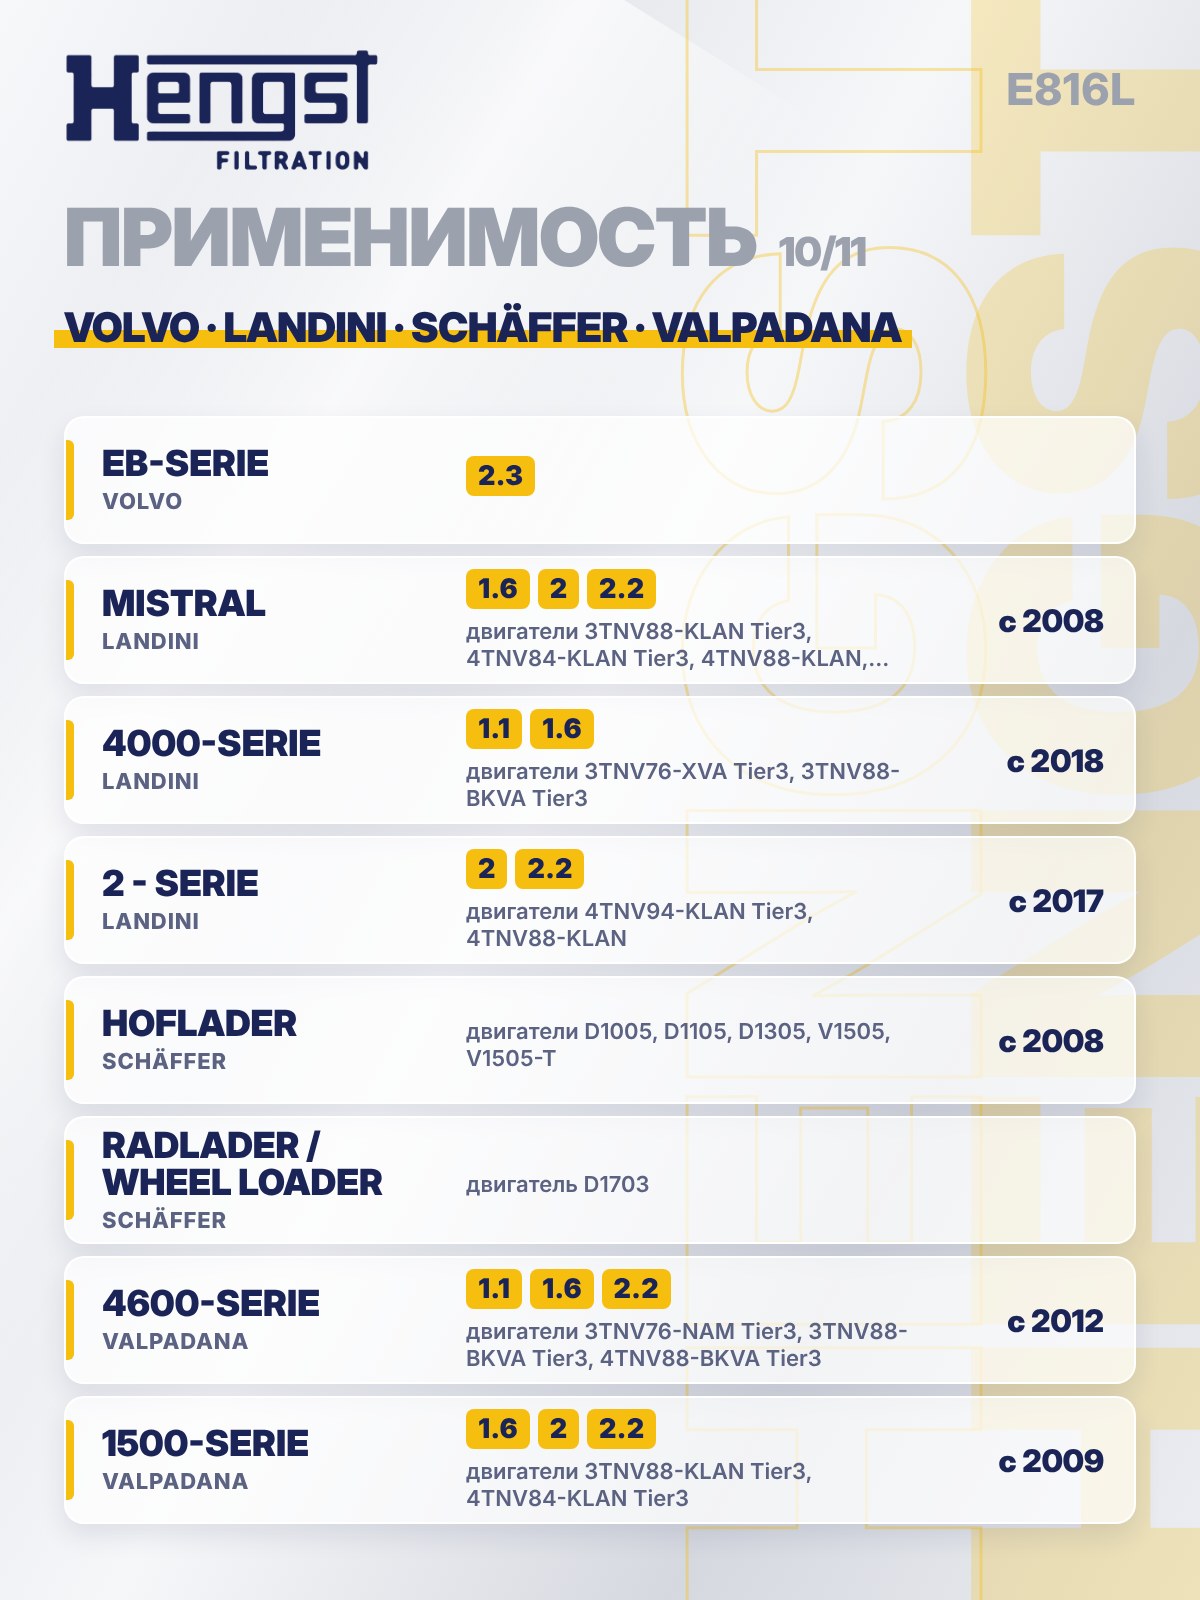 Hengst
FILTRATION
E816L
ПРИМЕНИМОСТЬ 10/11
VOLVO · LANDINI · SCHÄFFER · VALPADANA
EB-SERIE
VOLVO
2.3
MISTRAL
LANDINI
1.6 2 2.2
двигатели 3TNV88-KLAN Tier3,
4TNV84-KLAN Tier3, 4TNV88-KLAN,...
с 2008
4000-SERIE
LANDINI
1.1 1.6
двигатели 3TNV76-XVA Tier3, 3TNV88-
BKVA Tier3
с 2018
2 - SERIE
LANDINI
2 2.2
двигатели 4TNV94-KLAN Tier3,
4TNV88-KLAN
с 2017
HOFLADER
SCHÄFFER
двигатели D1005, D1105, D1305, V1505,
V1505-T
с 2008
RADLADER /
WHEEL LOADER
SCHÄFFER
двигатель D1703
4600-SERIE
VALPADANA
1.1 1.6 2.2
двигатели 3TNV76-NAM Tier3, 3TNV88-
BKVA Tier3, 4TNV88-BKVA Tier3
с 2012
1500-SERIE
VALPADANA
1.6 2 2.2
двигатели 3TNV88-KLAN Tier3,
4TNV84-KLAN Tier3
с 2009
HENGST